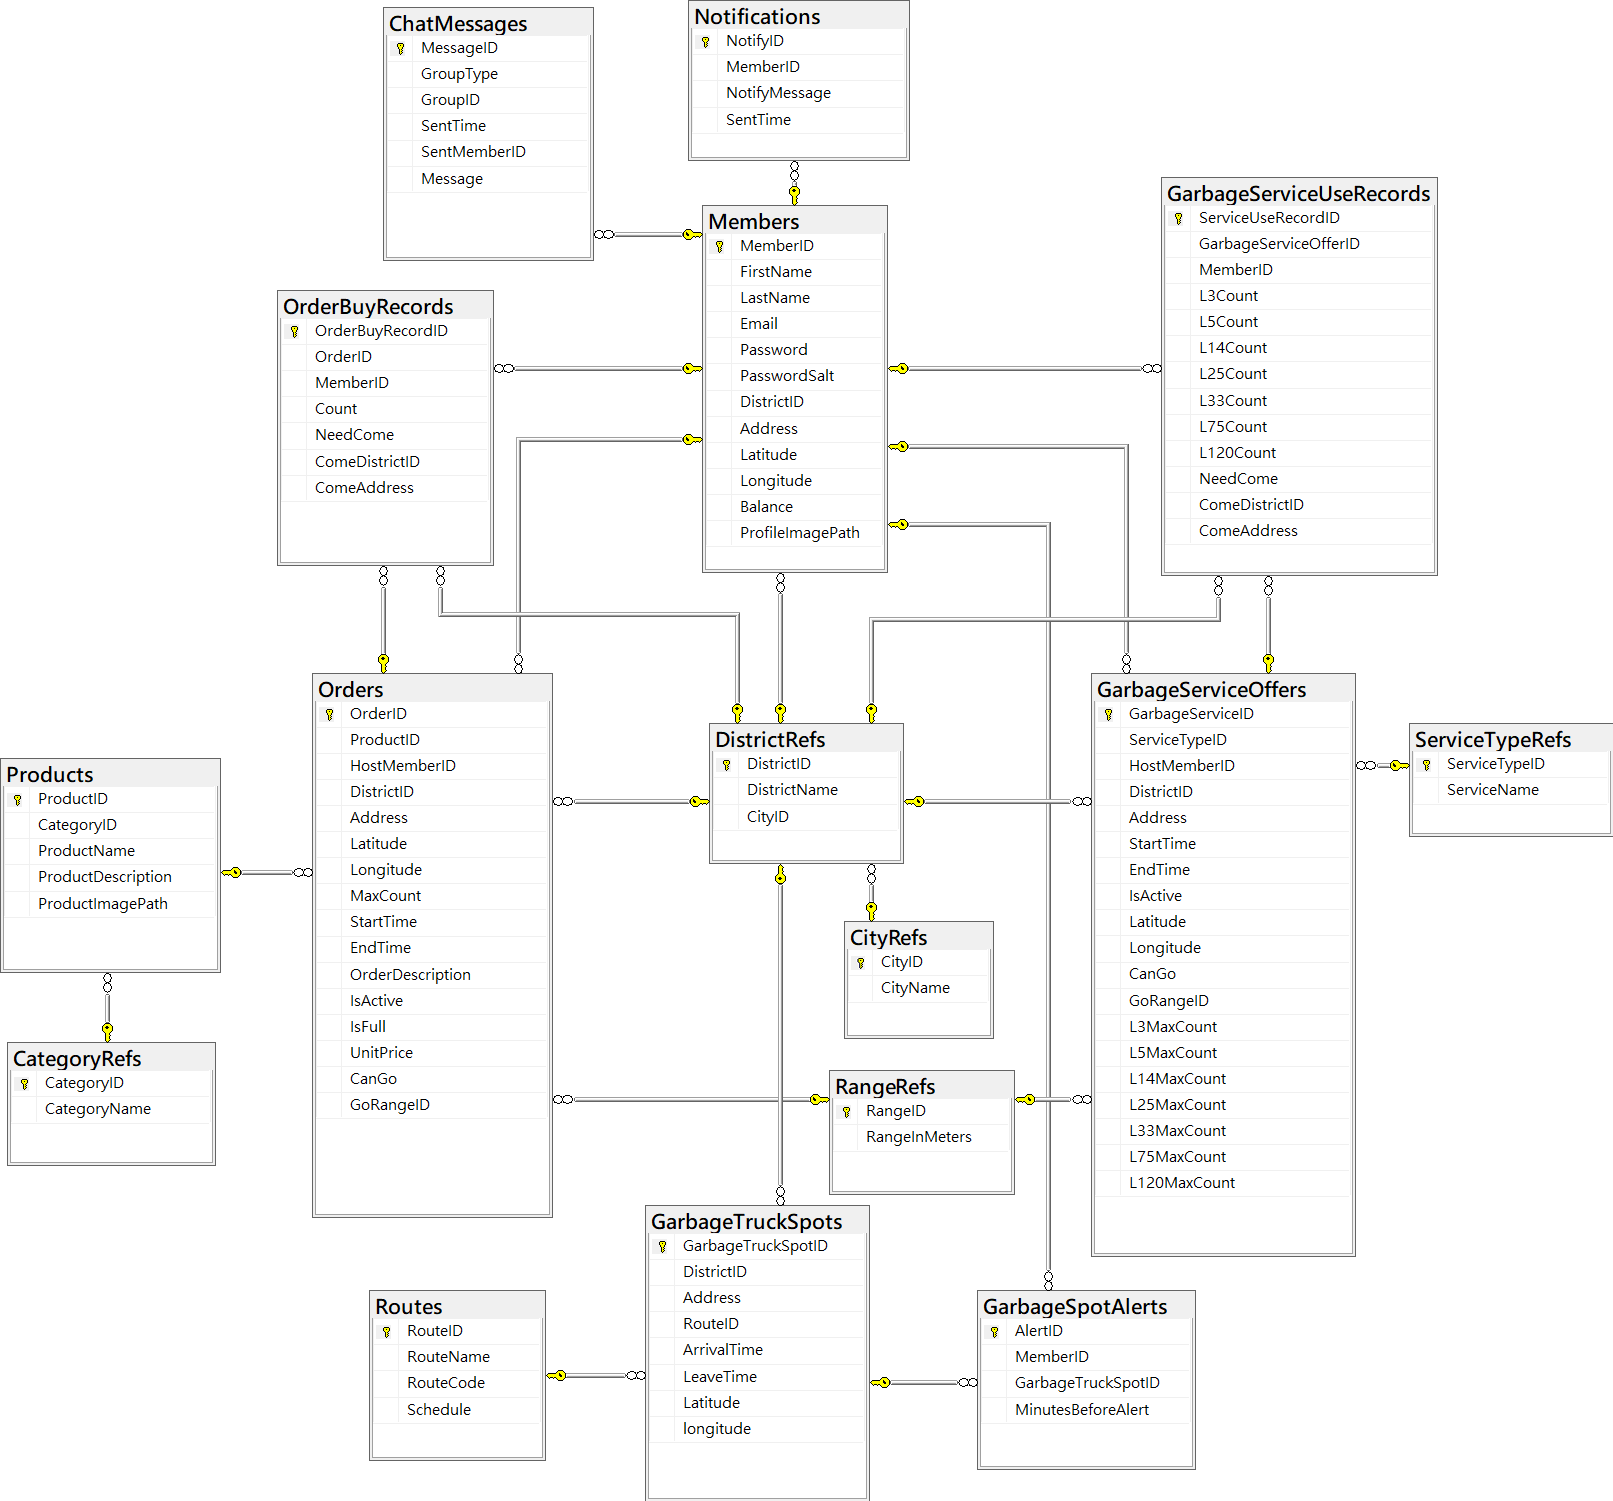 ChatMessages
MessageID
GroupType
GroupID
SentTime
SentMemberID
Message
Notifications
NotifyID
MemberID
NotifyMessage
SentTime
Members
MemberID
FirstName
LastName
Email
Password
PasswordSalt
DistrictID
Address
Latitude
Longitude
Balance
ProfileImagePath
GarbageServiceUseRecords
ServiceUseRecordID
GarbageServiceOfferID
MemberID
L3Count
L5Count
L14Count
L25Count
L33Count
L75Count
L120Count
NeedCome
ComeDistrictID
ComeAddress
OrderBuyRecords
OrderBuyRecordID
OrderID
MemberID
Count
NeedCome
ComeDistrictID
ComeAddress
Orders
OrderID
ProductID
HostMemberID
DistrictID
Address
Latitude
Longitude
MaxCount
StartTime
EndTime
OrderDescription
IsActive
IsFull
UnitPrice
CanGo
GoRangeID
DistrictRefs
DistrictID
DistrictName
CityID
GarbageServiceOffers
GarbageServiceID
ServiceTypeID
HostMemberID
DistrictID
Address
StartTime
EndTime
IsActive
Latitude
Longitude
CanGo
GoRangeID
L3MaxCount
L5MaxCount
L14MaxCount
L25MaxCount
L33MaxCount
L75MaxCount
L120MaxCount
ServiceTypeRefs
ServiceTypeID
ServiceName
Products
ProductID
CategoryID
ProductName
ProductDescription
ProductImagePath
CityRefs
CityID
CityName
CategoryRefs
CategoryID
CategoryName
RangeRefs
RangeID
RangeInMeters
GarbageTruckSpots
GarbageTruckSpotID
DistrictID
Address
RouteID
ArrivalTime
LeaveTime
Latitude
longitude
Routes
RouteID
RouteName
RouteCode
Schedule
GarbageSpotAlerts
AlertID
MemberID
GarbageTruckSpotID
MinutesBeforeAlert